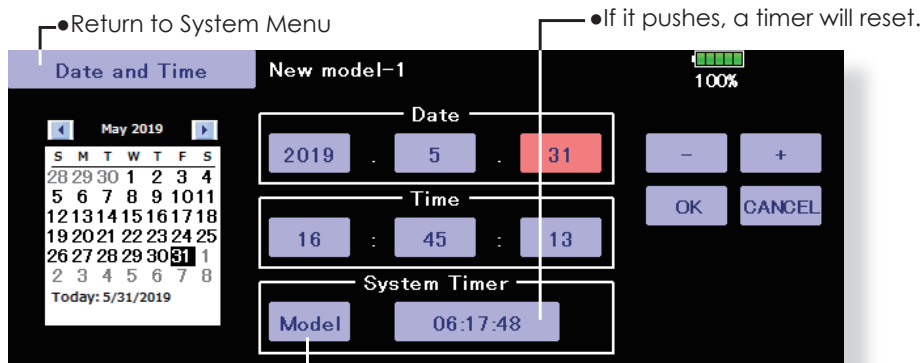 ●Return to System Menu
●If it pushes, a timer will reset.
Date and Time
New model-1
100%
May 2019
S M T W T F S
28 29 30 1 2 3 4
5 6 7 8 9 10 11
12 13 14 15 16 17 18
19 20 21 22 23 24 25
26 27 28 29 30 31 1
2 3 4 5 6 7 8
Today: 5/31/2019
Date
2019 . 5 . 31
Time
16 : 45 : 13
System Timer
Model 06:17:48
- +
OK CANCEL